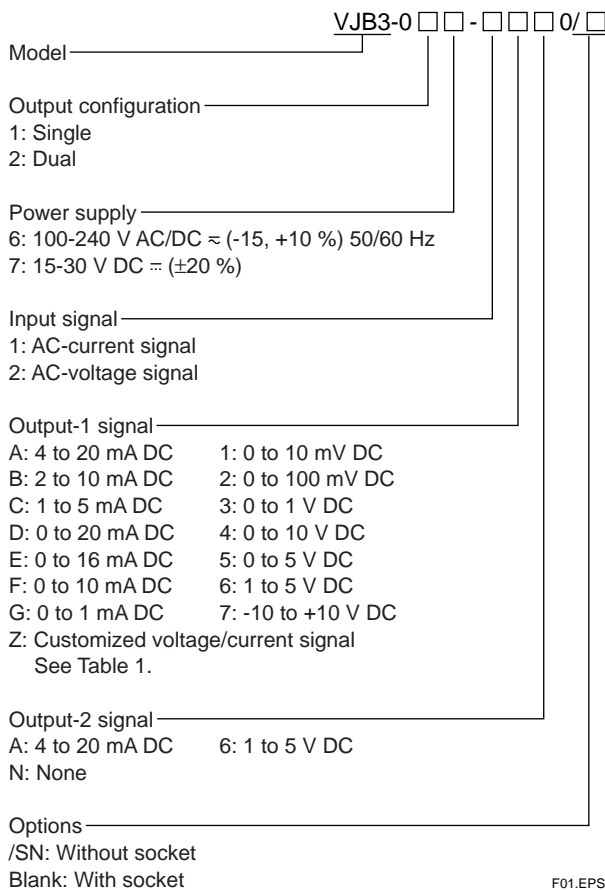 VJB3-0 □ □ - □ □ □ 0/ □
Model
Output configuration
1: Single
2: Dual
Power supply
6: 100-240 V AC/DC ≂ (-15, +10 %) 50/60 Hz
7: 15-30 V DC ⎓ (±20 %)
Input signal
1: AC-current signal
2: AC-voltage signal
Output-1 signal
A: 4 to 20 mA DC 1: 0 to 10 mV DC
B: 2 to 10 mA DC 2: 0 to 100 mV DC
C: 1 to 5 mA DC 3: 0 to 1 V DC
D: 0 to 20 mA DC 4: 0 to 10 V DC
E: 0 to 16 mA DC 5: 0 to 5 V DC
F: 0 to 10 mA DC 6: 1 to 5 V DC
G: 0 to 1 mA DC 7: -10 to +10 V DC
Z: Customized voltage/current signal
See Table 1.
Output-2 signal
A: 4 to 20 mA DC 6: 1 to 5 V DC
N: None
Options
/SN: Without socket
Blank: With socket
F01.EPS